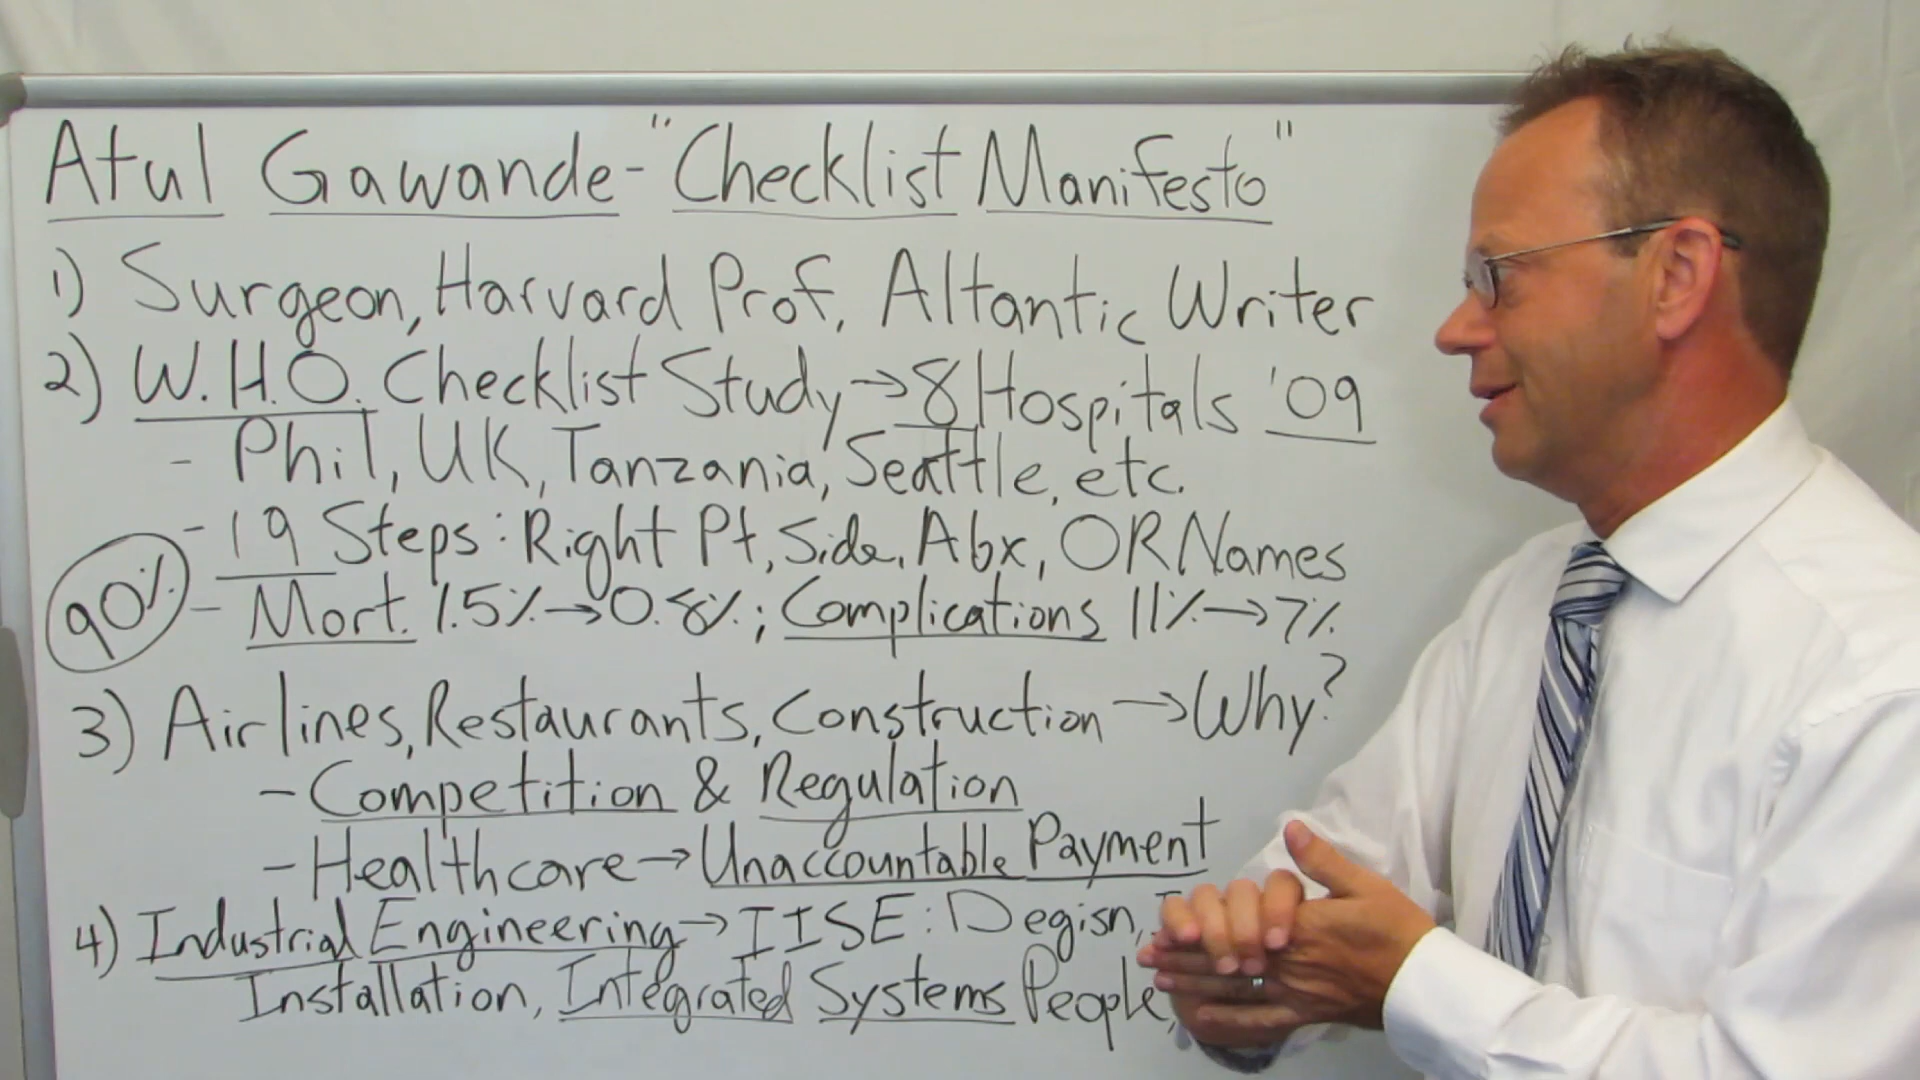 Atul Gawande - "Checklist Manifesto"
1) Surgeon, Harvard Prof, Altantic Writer
2) W.H.O. Checklist Study → 8 Hospitals '09
- Phil, UK, Tanzania, Seattle, etc.
- 19 Steps: Right Pt, Side, Abx, OR Names
90% - Mort. 1.5% → 0.8%; Complications 11% → 7%
3) Airlines, Restaurants, Construction → Why?
- Competition & Regulation
- Healthcare → Unaccountable Payment
4) Industrial Engineering → IISE: Degisn,
Installation, Integrated Systems People,